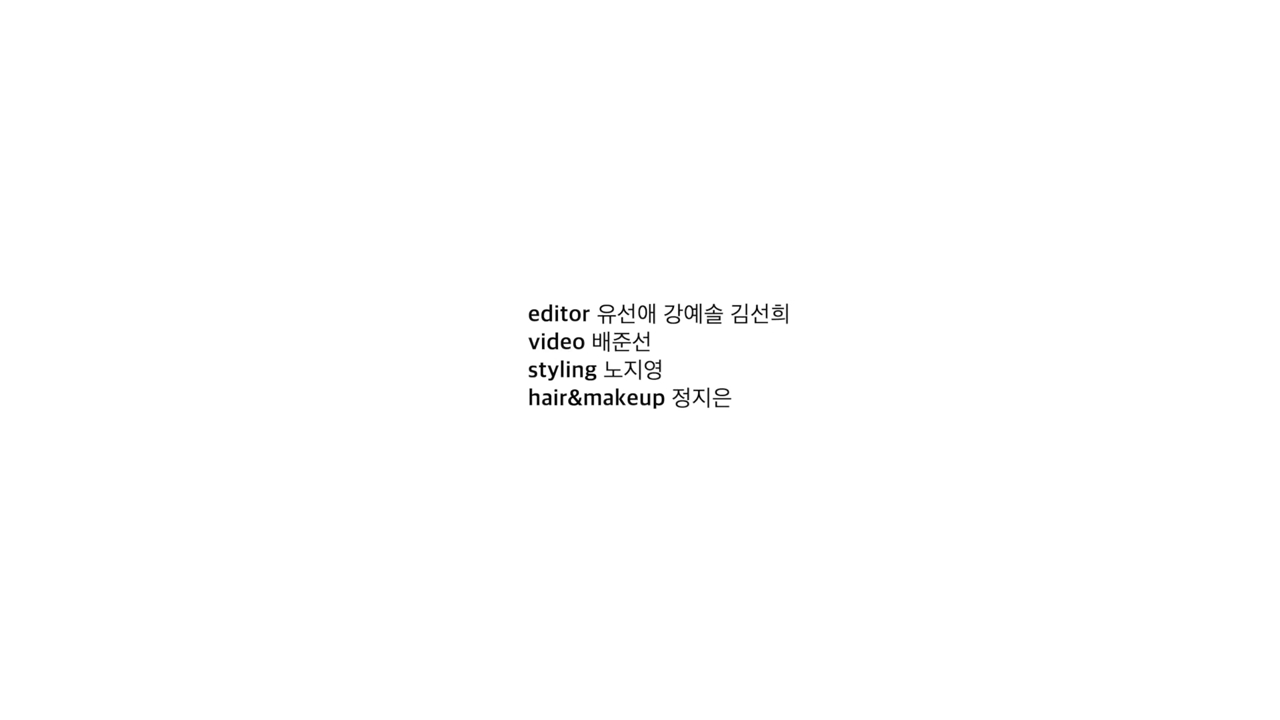 editor 유선애 강예솔 김선희
video 배준선
styling 노지영
hair&makeup 정지은